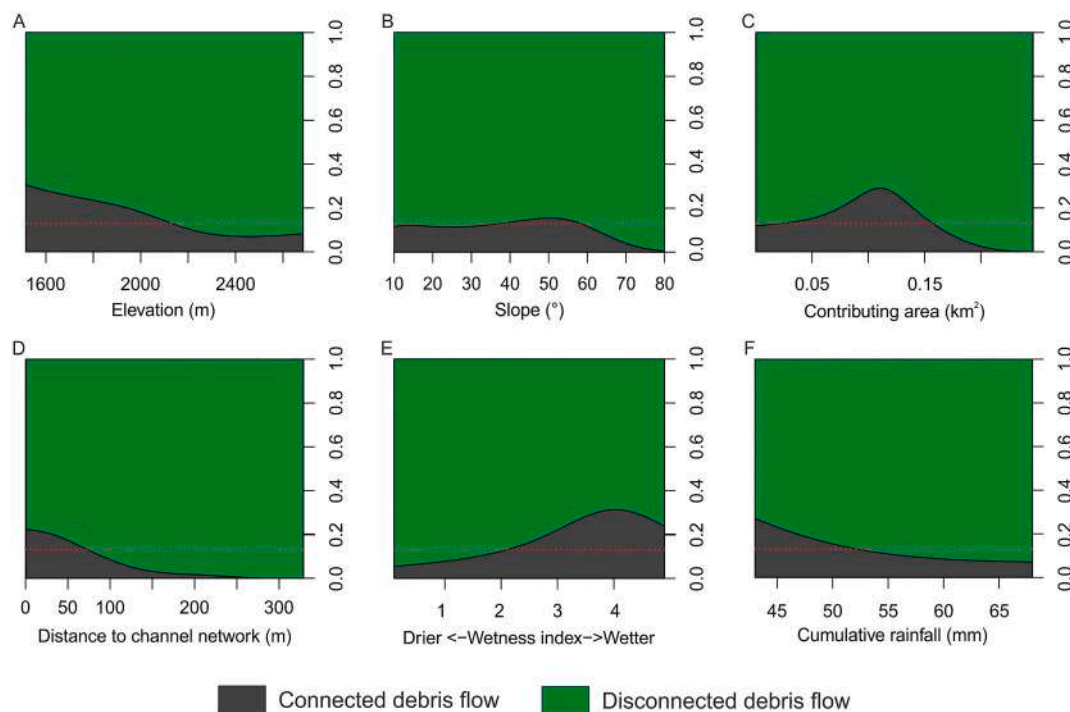 A
0.0 0.2 0.4 0.6 0.8 1.0
1600 2000 2400
Elevation (m)
B
0.0 0.2 0.4 0.6 0.8 1.0
10 20 30 40 50 60 70 80
Slope (°)
C
0.0 0.2 0.4 0.6 0.8 1.0
0.05 0.15
Contributing area (km²)
D
0.0 0.2 0.4 0.6 0.8 1.0
0 50 100 200 300
Distance to channel network (m)
E
0.0 0.2 0.4 0.6 0.8 1.0
1 2 3 4
Drier <−Wetness index−>Wetter
F
0.0 0.2 0.4 0.6 0.8 1.0
45 50 55 60 65
Cumulative rainfall (mm)
Connected debris flow
Disconnected debris flow